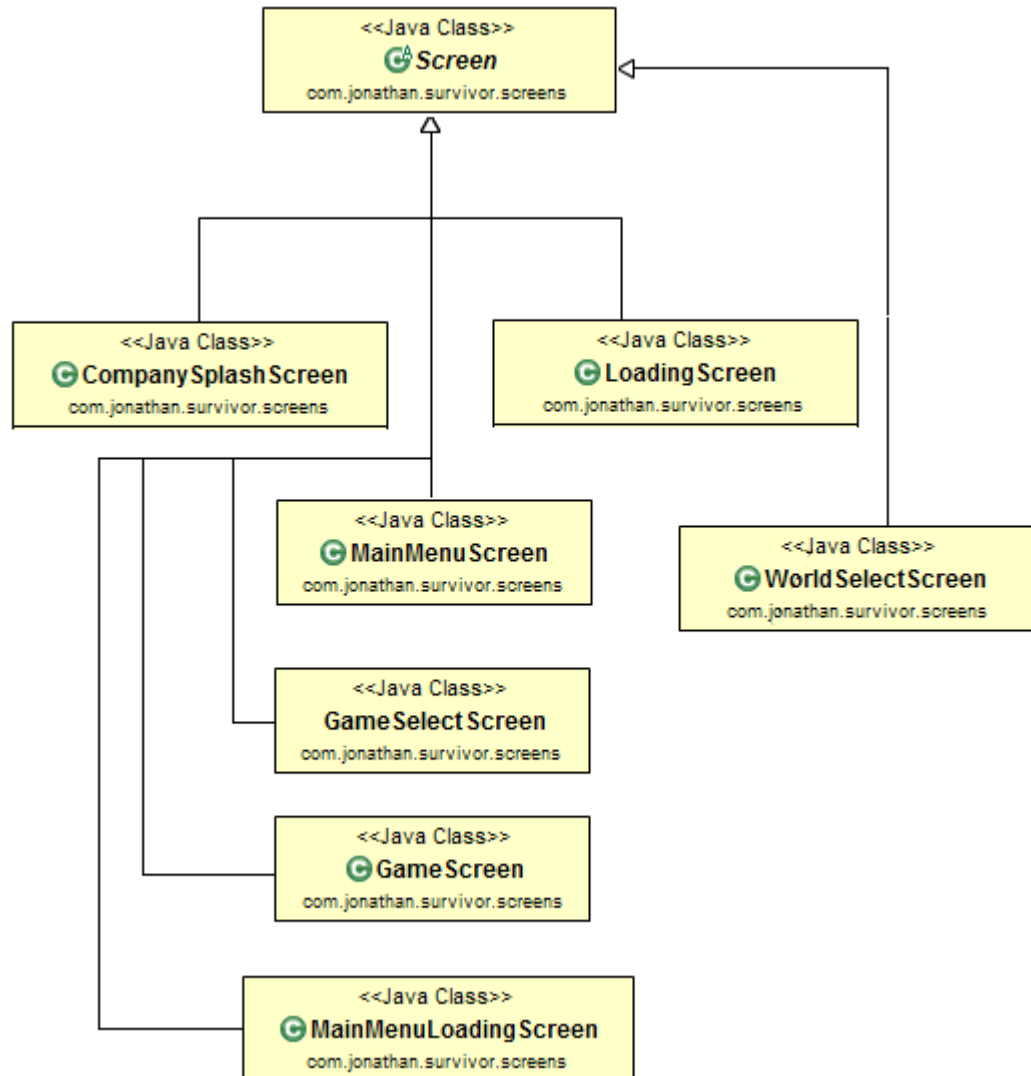 <<Java Class>>
Screen
com.jonathan.survivor.screens
<<Java Class>>
CompanySplashScreen
com.jonathan.survivor.screens
<<Java Class>>
LoadingScreen
com.jonathan.survivor.screens
<<Java Class>>
MainMenuScreen
com.jonathan.survivor.screens
<<Java Class>>
WorldSelectScreen
com.jonathan.survivor.screens
<<Java Class>>
GameSelect Screen
com.jonathan.survivor.screens
<<Java Class>>
GameScreen
com.jonathan.survivor.screens
<<Java Class>>
MainMenuLoadingScreen
com.jonathan.survivor.screens